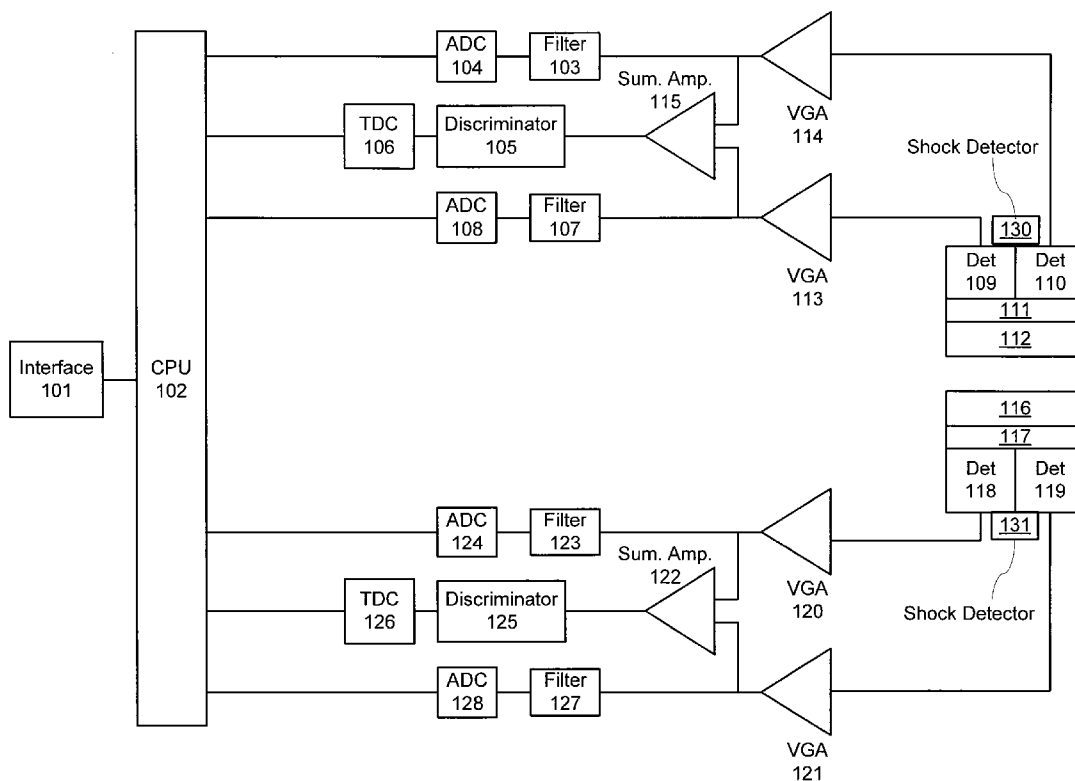 ADC
104
Filter
103
Sum. Amp.
115
VGA
114
TDC
106
Discriminator
105
Shock Detector
ADC
108
Filter
107
VGA
113
130
Det
109
Det
110
111
112
Interface
101
CPU
102
116
117
Det
118
Det
119
131
ADC
124
Filter
123
Sum. Amp.
122
VGA
120
TDC
126
Discriminator
125
Shock Detector
ADC
128
Filter
127
VGA
121